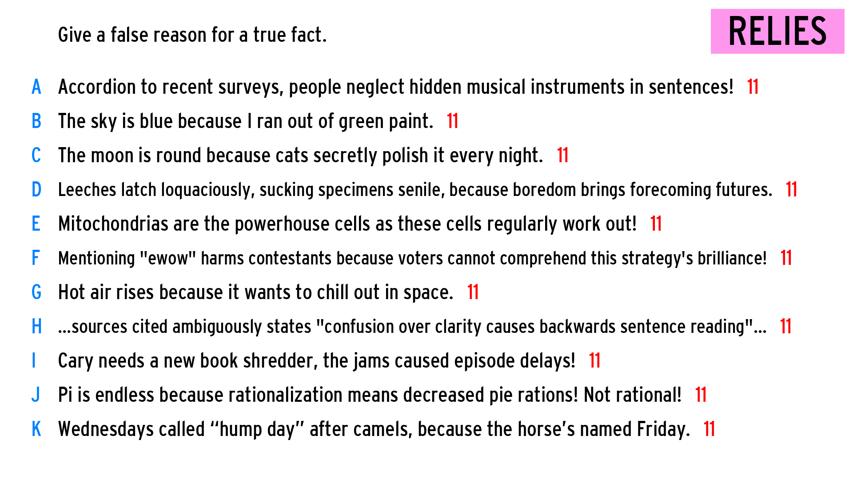 Give a false reason for a true fact.
RELIES
A Accordion to recent surveys, people neglect hidden musical instruments in sentences! 11
B The sky is blue because I ran out of green paint. 11
C The moon is round because cats secretly polish it every night. 11
D Leeches latch loquaciously, sucking specimens senile, because boredom brings forecoming futures. 11
E Mitochondrias are the powerhouse cells as these cells regularly work out! 11
F Mentioning "ewow" harms contestants because voters cannot comprehend this strategy's brilliance! 11
G Hot air rises because it wants to chill out in space. 11
H ...sources cited ambiguously states "confusion over clarity causes backwards sentence reading"... 11
I Cary needs a new book shredder, the jams caused episode delays! 11
J Pi is endless because rationalization means decreased pie rations! Not rational! 11
K Wednesdays called “hump day” after camels, because the horse’s named Friday. 11